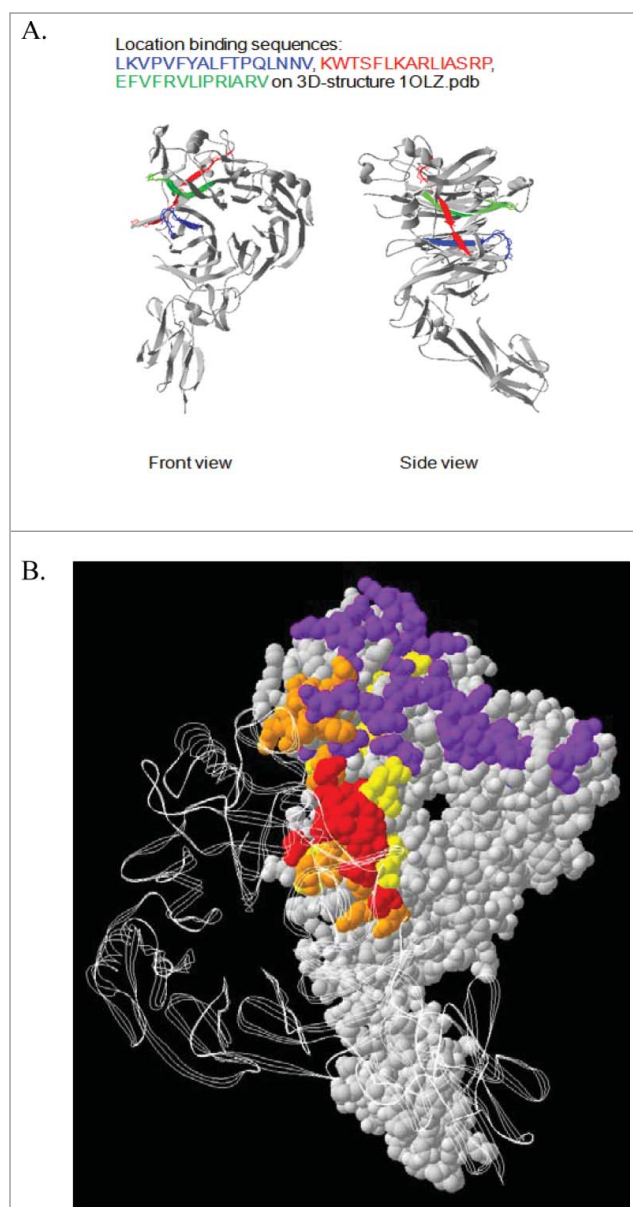 A.
Location binding sequences:
LKVPVFYALFTPQLNNV, KWTSFLKARLIASRP,
EFVFRVLIPRIARV on 3D-structure 1OLZ.pdb
Front view
Side view
B.